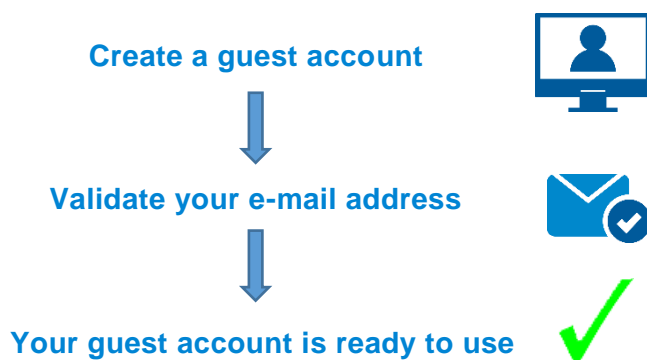 Create a guest account
Validate your e-mail address
Your guest account is ready to use